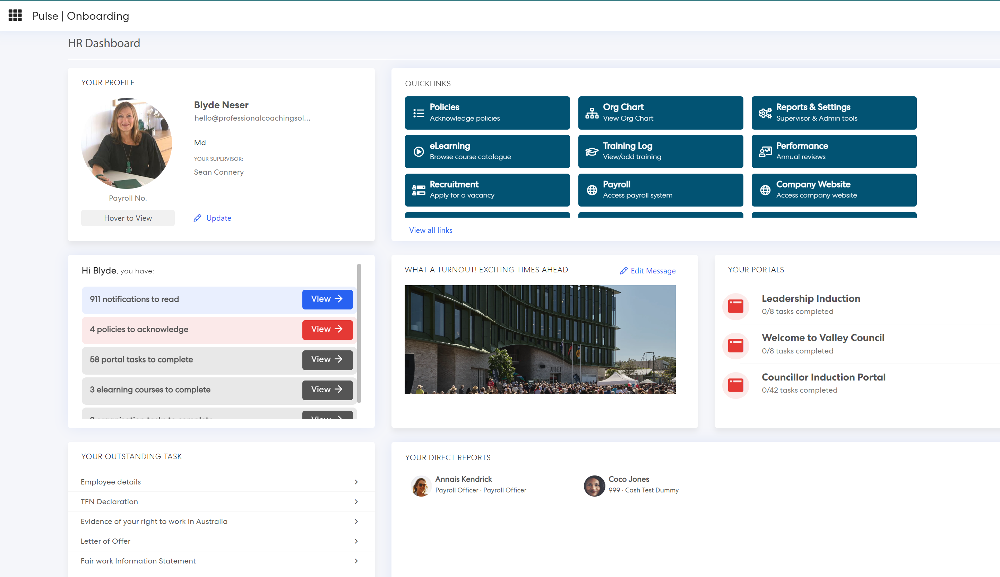 Pulse | Onboarding
HR Dashboard
YOUR PROFILE
Blyde Neser
hello@professionalcoachingsol...
Md
YOUR SUPERVISOR:
Sean Connery
Payroll No.
Hover to View
Update
QUICKLINKS
Policies
Acknowledge policies
Org Chart
View Org Chart
Reports & Settings
Supervisor & Admin tools
eLearning
Browse course catalogue
Training Log
View/add training
Performance
Annual reviews
Recruitment
Apply for a vacancy
Payroll
Access payroll system
Company Website
Access company website
View all links
Hi Blyde, you have:
911 notifications to read
View
4 policies to acknowledge
View
58 portal tasks to complete
View
3 elearning courses to complete
View
organisation tasks to complete
View
WHAT A TURNOUT! EXCITING TIMES AHEAD.
Edit Message
YOUR PORTALS
Leadership Induction
0/8 tasks completed
Welcome to Valley Council
0/8 tasks completed
Councillor Induction Portal
0/42 tasks completed
YOUR OUTSTANDING TASK
Employee details
TFN Declaration
Evidence of your right to work in Australia
Letter of Offer
Fair work Information Statement
YOUR DIRECT REPORTS
Annais Kendrick
Payroll Officer · Payroll Officer
Coco Jones
999 · Cash Test Dummy